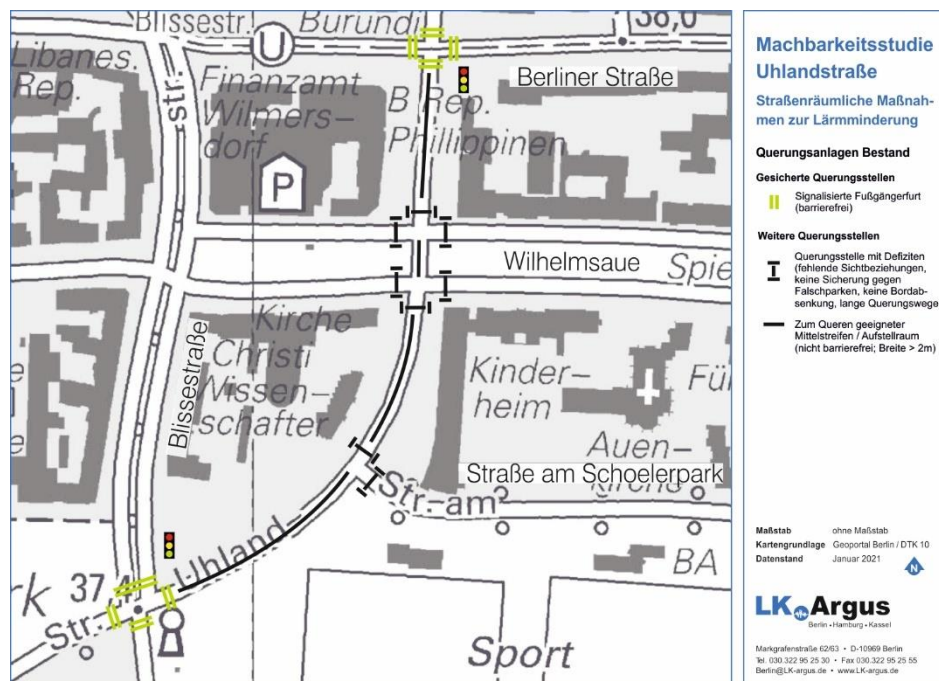 Blissestr.
Burundi
38,0
Libanes.
Rep.
str.
U
Finanzamt
Wilmers-
dorf
P
B Rep.
Phillippinen
Berliner Straße
Wilhelmsaue
Spie
Kirche
Christi
Wissen-
schafter
Blissestraße
Kinder-
heim
Fü
Auen-
kirche
Straße am Schoelerpark
Str. am
Uhland
rk
37,4
Str.
BA
Sport
Machbarkeitsstudie
Uhlandstraße
Straßenräumliche Maßnah-
men zur Lärmminderung
Querungsanlagen Bestand
Gesicherte Querungsstellen
Signalisierte Fußgängerfurt
(barrierefrei)
Weitere Querungsstellen
Querungsstelle mit Defiziten
(fehlende Sichtbeziehungen,
keine Sicherung gegen
Falschparken, keine Bordab-
senkung, lange Querungswege
Zum Queren geeigneter
Mittelstreifen / Aufstellraum
(nicht barrierefrei; Breite > 2m)
Maßstab ohne Maßstab
Kartengrundlage Geoportal Berlin / DTK 10
Datenstand Januar 2021
N
LK Argus
Berlin • Hamburg • Kassel
Markgrafenstraße 62/63 • D-10969 Berlin
Tel. 030.322 95 25 30 • Fax 030.322 95 25 55
Berlin@LK-argus.de • www.LK-argus.de